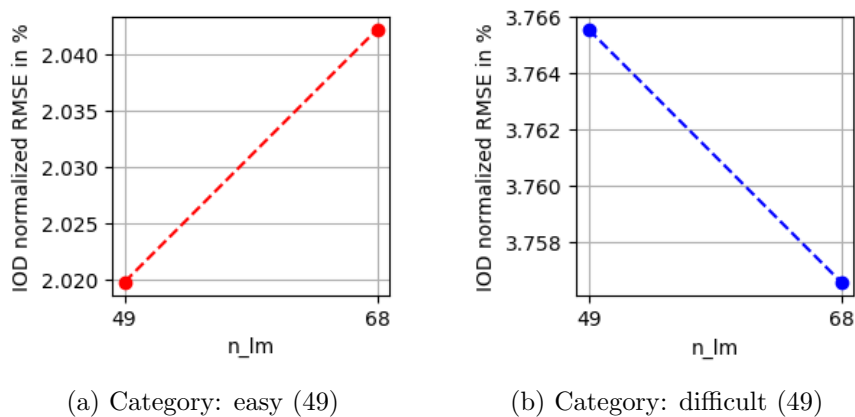 IOD normalized RMSE in %
2.040
2.035
2.030
2.025
2.020
49
68
n_lm
(a) Category: easy (49)
IOD normalized RMSE in %
3.766
3.764
3.762
3.760
3.758
49
68
n_lm
(b) Category: difficult (49)